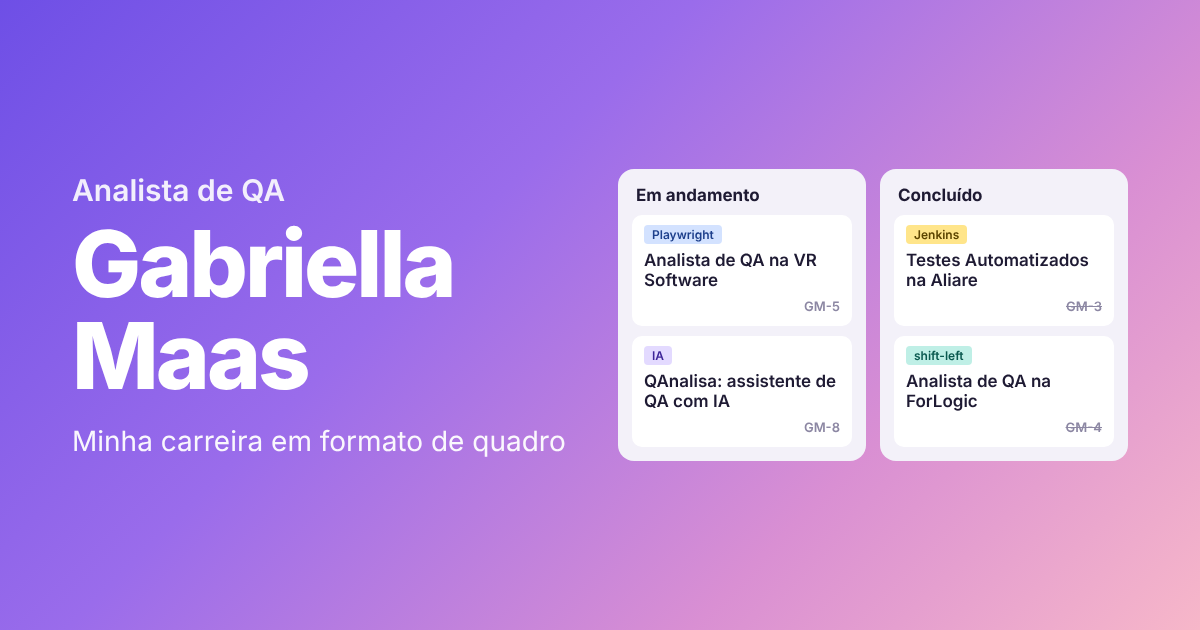 Analista de QA
Gabriella
Maas
Minha carreira em formato de quadro
Em andamento
Playwright
Analista de QA na VR
Software
GM-5
IA
QAnalisa: assistente de
QA com IA
GM-8
Concluído
Jenkins
Testes Automatizados
na Aliare
GM-3
shift-left
Analista de QA na
ForLogic
GM-4